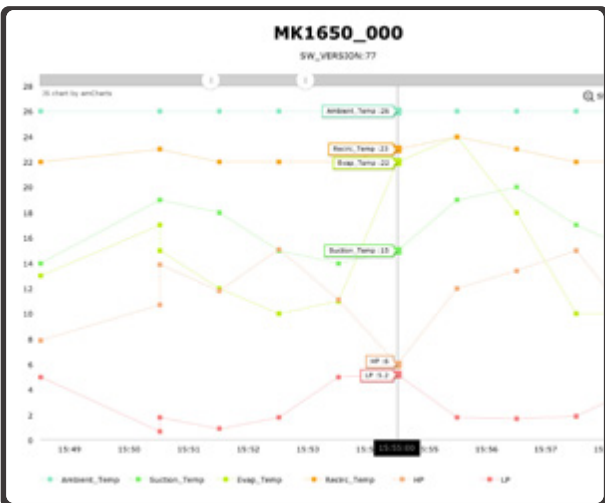 MK1650_000
SW_VERSION:77
28
JS chart by amCharts
26
24
22
20
18
16
14
12
10
8
6
4
2
0
Ambient_Temp :26
Recirc_Temp :23
Evap_Temp :22
Suction_Temp :15
HP :6
LP :5.2
15:49
15:50
15:51
15:52
15:53
15:55:00
15:56
15:57
Ambient_Temp
Suction_Temp
Evap_Temp
Recirc_Temp
HP
LP